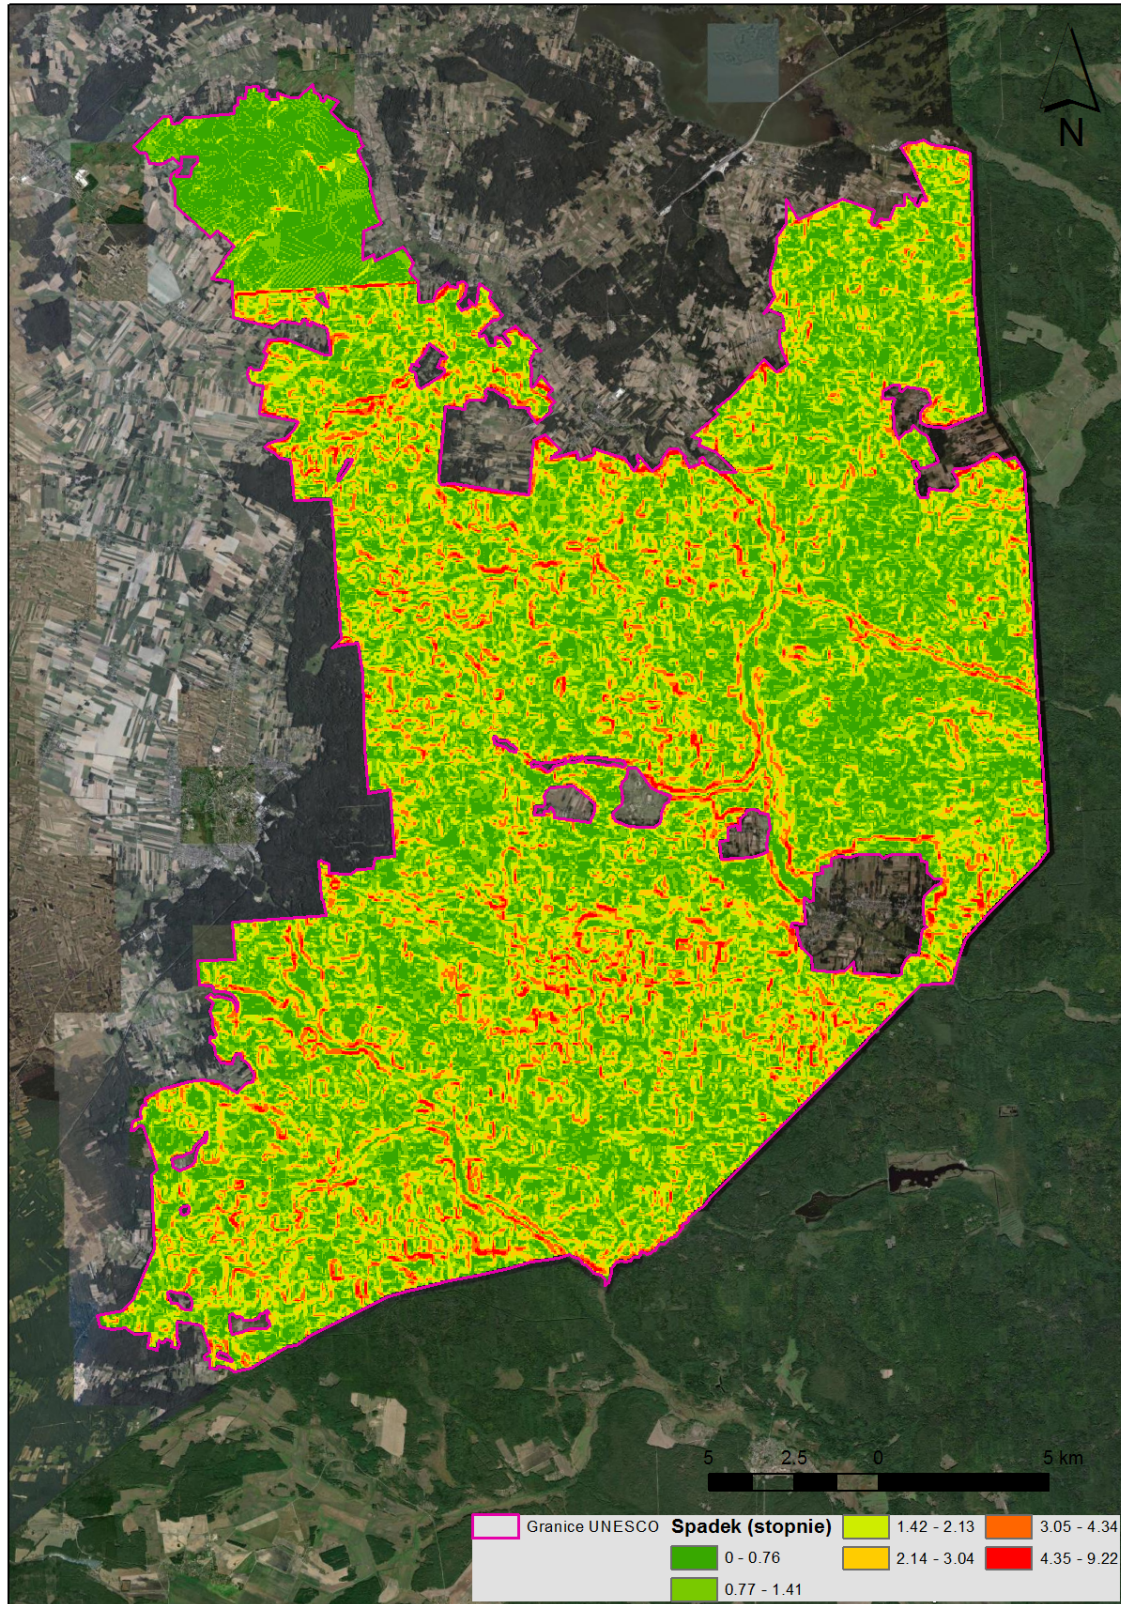 N
5 2.5 0 5 km
Granice UNESCO
Spadek (stopnie)
0 - 0.76
0.77 - 1.41
1.42 - 2.13
2.14 - 3.04
3.05 - 4.34
4.35 - 9.22